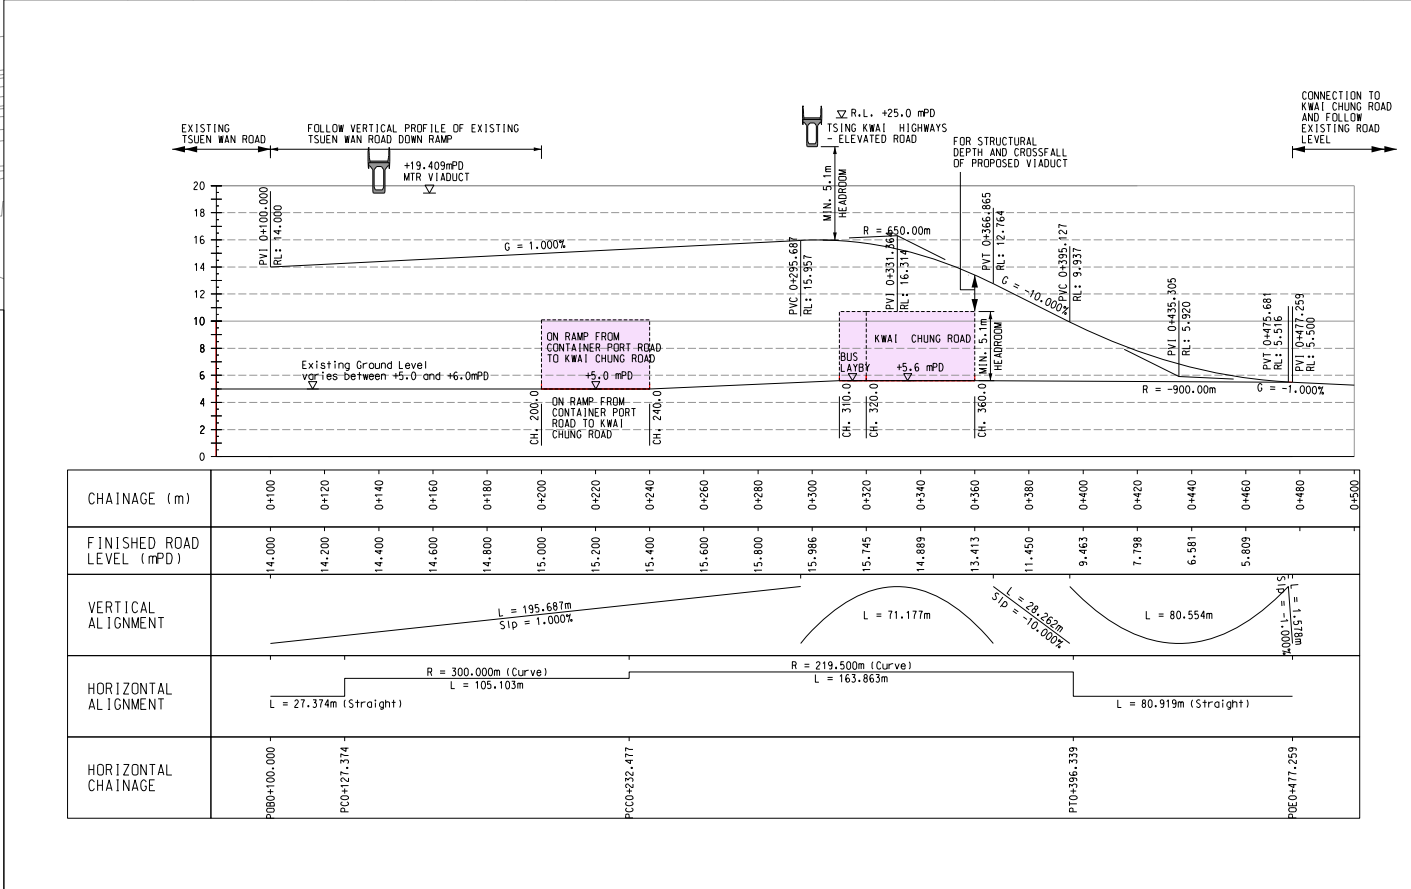 CONNECTION TO
KWAI CHUNG ROAD
AND FOLLOW
EXISTING ROAD
LEVEL
EXISTING
TSUEN WAN ROAD
FOLLOW VERTICAL PROFILE OF EXISTING
TSUEN WAN ROAD DOWN RAMP
R.L. +25.0 mPD
TSING KWAI HIGHWAYS
- ELEVATED ROAD
FOR STRUCTURAL
DEPTH AND CROSSFALL
OF PROPOSED VIADUCT
+19.409mPD
MTR VIADUCT
MIN. 5.1m
HEADROOM
20
18
16
14
12
10
8
6
4
2
0
PVI 0+100.000
RL: 14.000
G = 1.000%
PVC 0+295.687
RL: 15.957
R = 650.00m
PVI 0+331.364
RL: 16.314
PVT 0+366.865
RL: 12.764
G = -10.000%
PVC 0+395.127
RL: 9.937
PVI 0+435.305
RL: 5.920
PVT 0+475.681
RL: 5.516
PVI 0+477.259
RL: 5.500
R = -900.00m
G = -1.000%
Existing Ground Level
varies between +5.0 and +6.0mPD
ON RAMP FROM
CONTAINER PORT ROAD
TO KWAI CHUNG ROAD
+5.0 mPD
ON RAMP FROM
CONTAINER PORT
ROAD TO KWAI
CHUNG ROAD
CH. 200.0
CH. 240.0
KWAI CHUNG ROAD
BUS
LAYBY
+5.6 mPD
MIN. 5.1m
HEADROOM
CH. 310.0
CH. 320.0
CH. 360.0
CHAINAGE (m)
0+100
0+120
0+140
0+160
0+180
0+200
0+220
0+240
0+260
0+280
0+300
0+320
0+340
0+360
0+380
0+400
0+420
0+440
0+460
0+480
0+500
FINISHED ROAD
LEVEL (mPD)
14.000
14.200
14.400
14.600
14.800
15.000
15.200
15.400
15.600
15.800
15.986
15.745
14.889
13.413
11.450
9.463
7.798
6.581
5.809
VERTICAL
ALIGNMENT
L = 195.687m
Slp = 1.000%
L = 71.177m
L = 28.262m
Slp = -10.000%
L = 80.554m
L = 1.578m
Slp = -1.000%
HORIZONTAL
ALIGNMENT
L = 27.374m (Straight)
R = 300.000m (Curve)
L = 105.103m
R = 219.500m (Curve)
L = 163.863m
L = 80.919m (Straight)
HORIZONTAL
CHAINAGE
POB0+100.000
PC0+127.374
PCC0+232.477
PT0+396.339
POE0+477.259